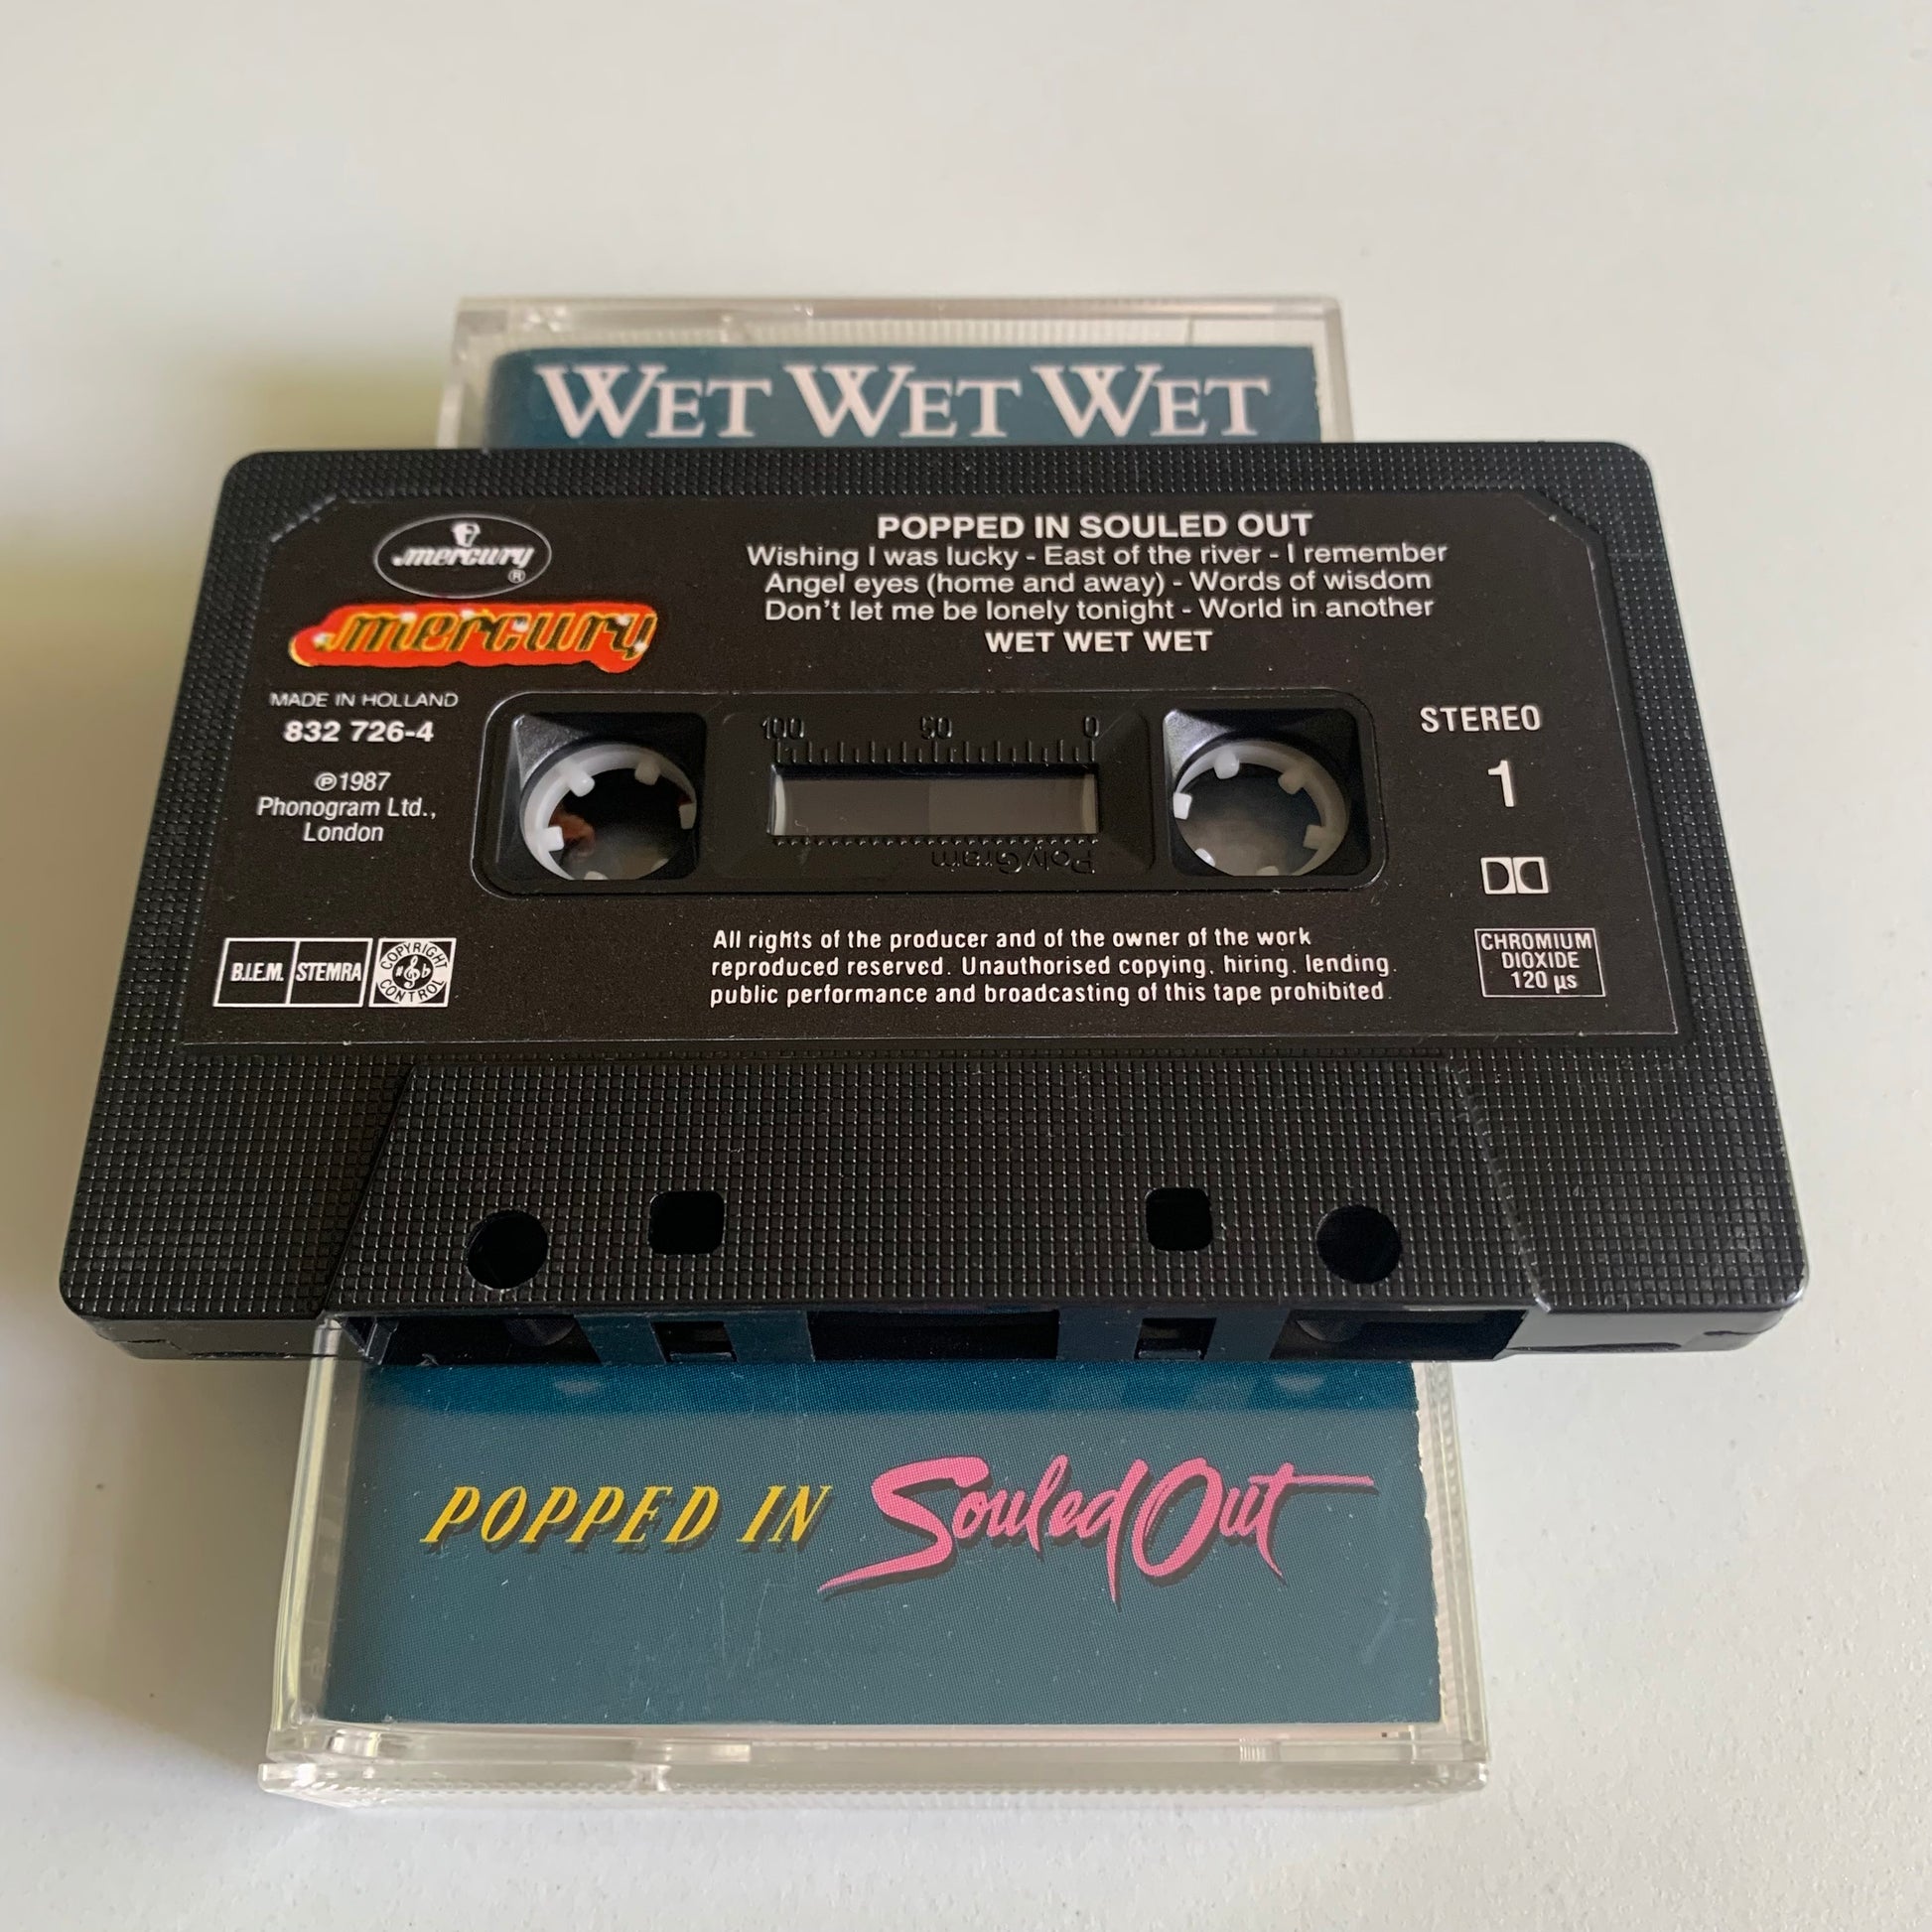 WET WET WET
mercury
®
mercury
POPPED IN SOULED OUT
Wishing I was lucky - East of the river - I remember
Angel eyes (home and away) - Words of wisdom
Don't let me be lonely tonight - World in another
WET WET WET
MADE IN HOLLAND
832 726-4
℗1987
Phonogram Ltd.,
London
100 50 0
PolyGram
STEREO
1
B.I.E.M. STEMRA
COPYRIGHT
CONTROL
All rights of the producer and of the owner of the work
reproduced reserved. Unauthorised copying, hiring, lending,
public performance and broadcasting of this tape prohibited.
CHROMIUM
DIOXIDE
120 µs
POPPED IN Souled Out